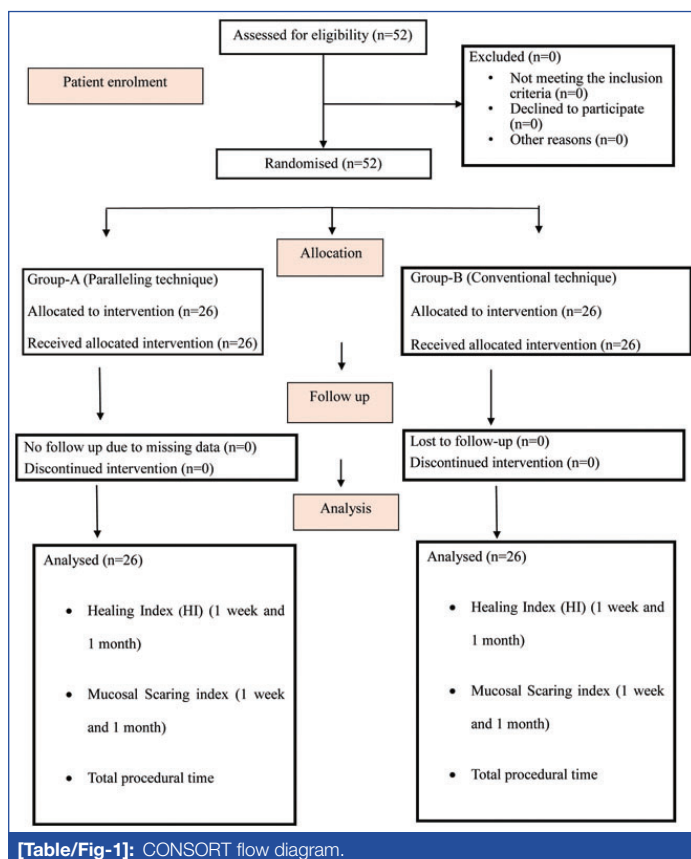 Assessed for eligibility (n=52)
Patient enrolment
Excluded (n=0)
• Not meeting the inclusion
criteria (n=0)
• Declined to participate
(n=0)
• Other reasons (n=0)
Randomised (n=52)
Allocation
Group-A (Paralleling technique)
Allocated to intervention (n=26)
Received allocated intervention (n=26)
Group-B (Conventional technique)
Allocated to intervention (n=26)
Received allocated intervention (n=26)
Follow up
No follow up due to missing data (n=0)
Discontinued intervention (n=0)
Lost to follow-up (n=0)
Discontinued intervention (n=0)
Analysis
Analysed (n=26)
• Healing Index (HI) (1 week and
1 month)
• Mucosal Scaring index (1 week
and 1 month)
• Total procedural time
Analysed (n=26)
• Healing Index (HI) (1 week and
1 month)
• Mucosal Scaring index (1 week
and 1 month)
• Total procedural time
[Table/Fig-1]: CONSORT flow diagram.